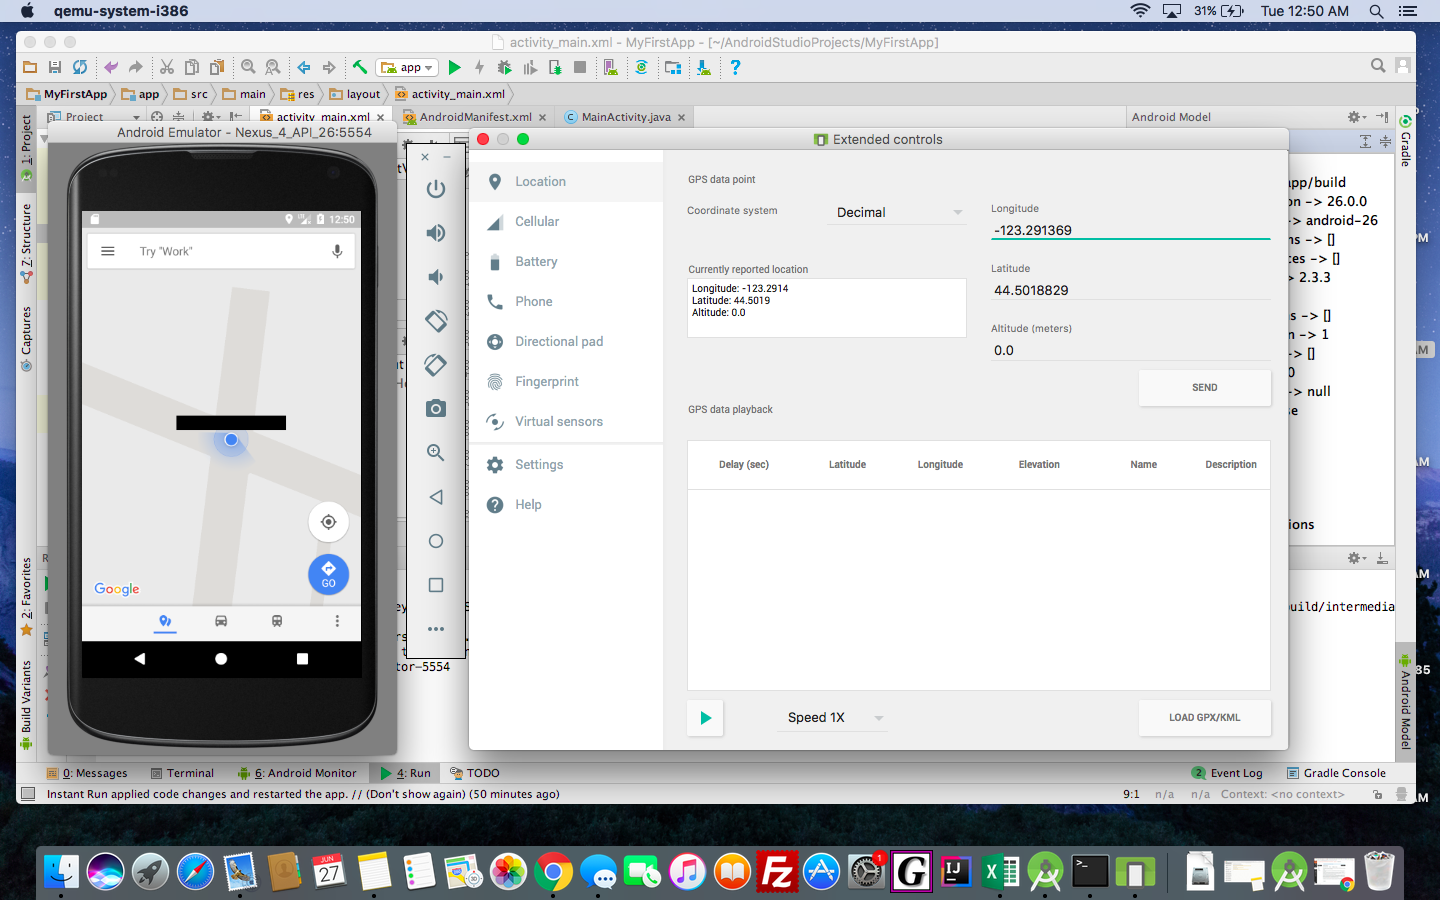 qemu-system-i386
31%
Tue 12:50 AM
activity_main.xml - MyFirstApp - [~/AndroidStudioProjects/MyFirstApp]
app
MyFirstApp
app
src
main
res
layout
activity_main.xml
Project
activity_main.xml
AndroidManifest.xml
MainActivity.java
Android Model
1: Project
Z: Structure
Captures
2: Favorites
Build Variants
Gradle
Android Model
Android Emulator - Nexus_4_API_26:5554
12:50
Try "Work"
Google
GO
Extended controls
Location
Cellular
Battery
Phone
Directional pad
Fingerprint
Virtual sensors
Settings
Help
GPS data point
Coordinate system
Decimal
Currently reported location
Longitude: -123.2914
Latitude: 44.5019
Altitude: 0.0
Longitude
-123.291369
Latitude
44.5018829
Altitude (meters)
0.0
SEND
GPS data playback
Delay (sec)
Latitude
Longitude
Elevation
Name
Description
Speed 1X
LOAD GPX/KML
app/build
-> 26.0.0
-> android-26
-> []
-> []
2.3.3
-> []
-> 1
-> []
0
-> null
tor-5554
0: Messages
Terminal
6: Android Monitor
4: Run
TODO
2
Event Log
Gradle Console
Instant Run applied code changes and restarted the app. // (Don't show again) (50 minutes ago)
9:1
n/a
n/a
Context: <no context>
JUN
27
Fz
1
G
IJ